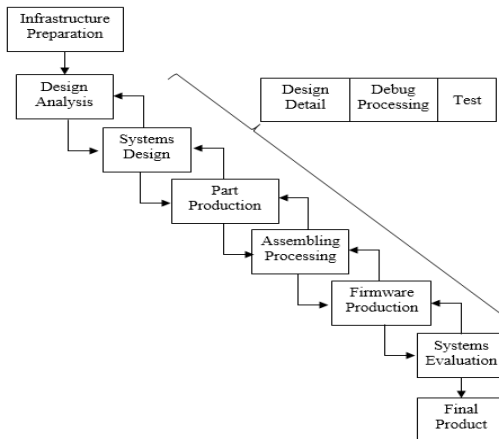 Infrastructure
Preparation
Design
Analysis
Design
Detail
Debug
Processing
Test
Systems
Design
Part
Production
Assembling
Processing
Firmware
Production
Systems
Evaluation
Final
Product